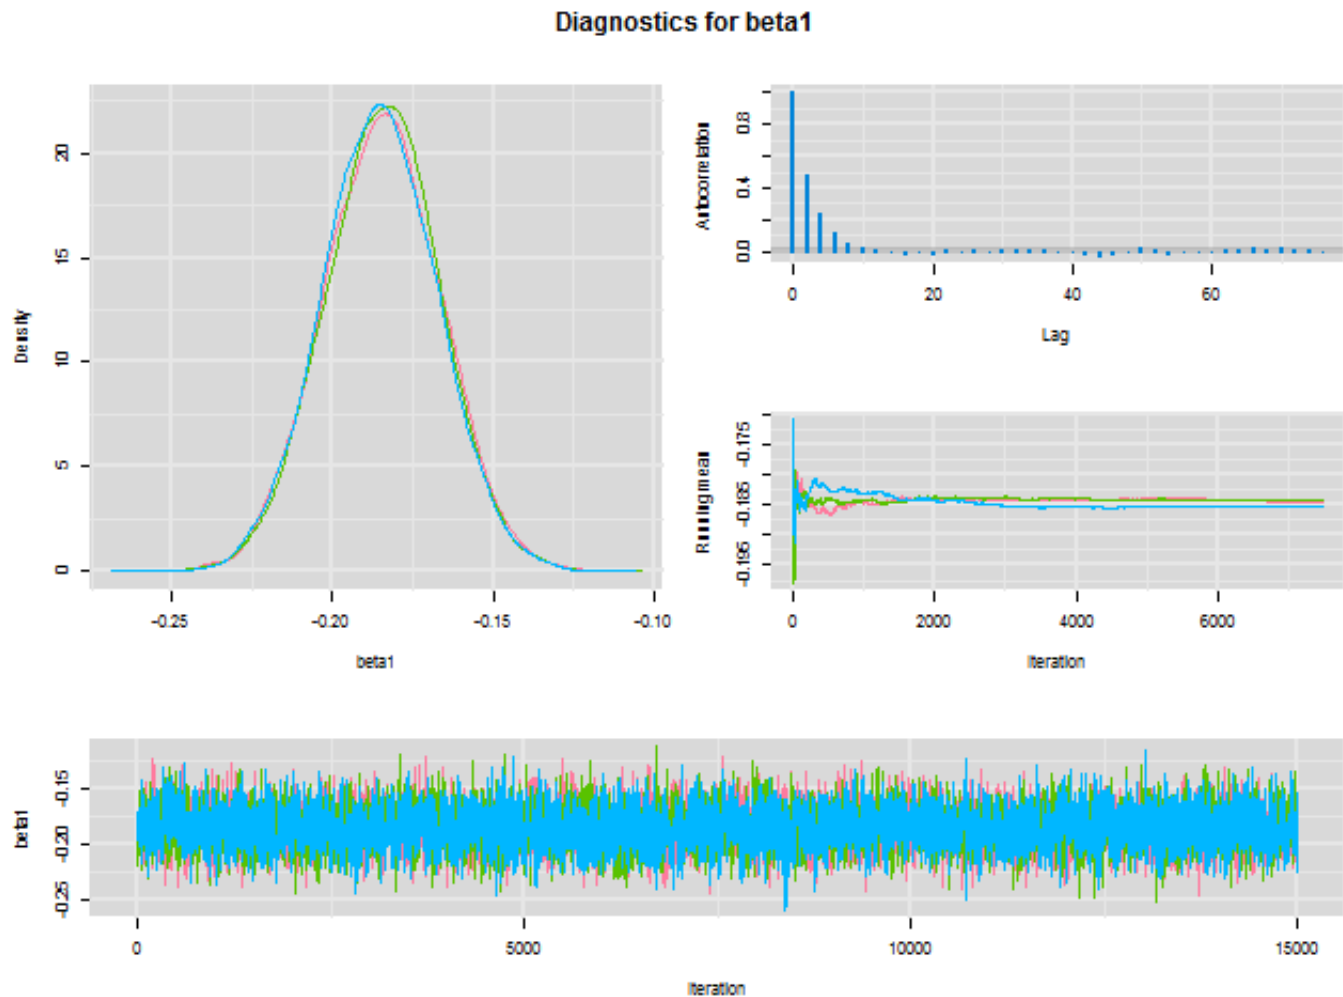 Diagnostics for beta1
Density
20
15
10
5
0
-0.25 -0.20 -0.15 -0.10
beta1
Autocorrelation
0.8
0.4
0.0
0 20 40 60
Lag
Running mean
-0.175
-0.185
-0.195
0 2000 4000 6000
Iteration
beta1
-0.15
-0.20
-0.25
0 5000 10000 15000
Iteration